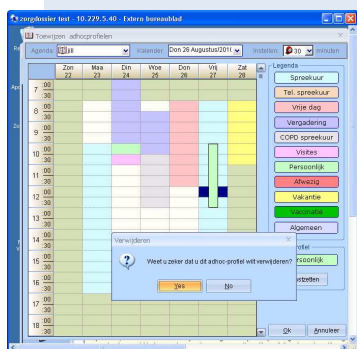 zorgdossier test - 10.229.5.40 - Extern bureaublad
Toewijzen adhocprofielen
Agenda: jill Kalender: Don 26 Augustus/201 Instellen: 30 minuten
Zon Maa Din Woe Don Vrij Zat
22 23 24 25 26 27 28
7 :00
:30
8 :00
:30
9 :00
:30
10 :00
:30
11 :00
:30
12 :00
:30
13 :00
:30
14 :00
:30
15
16
:30
17 :00
:30
18 :00
:30
Legenda
Spreekuur
Tel. spreekuur
Vrije dag
Vergadering
COPD spreekuur
Visites
Persoonlijk
Afwezig
Vakantie
Vaccinatie
Algemeen
profiel
ersoonlijk
astzetten
Verwijderen
Weet u zeker dat u dit adhoc-profiel wilt verwijderen?
Yes No
Ok Annuleer